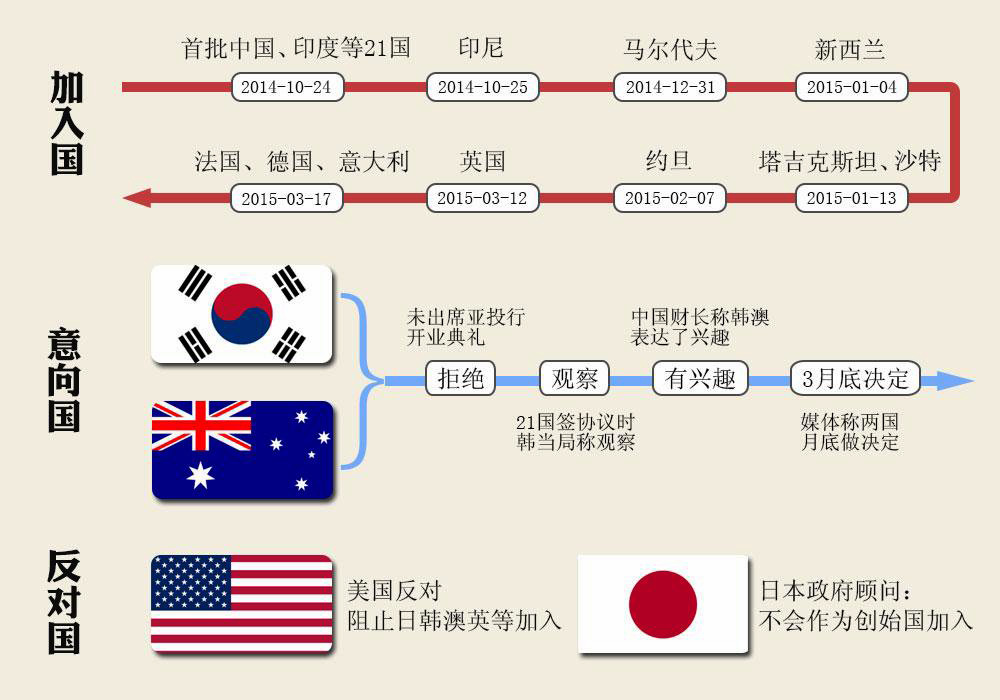 加入国
首批中国、印度等21国
印尼
马尔代夫
新西兰
2014-10-24
2014-10-25
2014-12-31
2015-01-04
法国、德国、意大利
英国
约旦
塔吉克斯坦、沙特
2015-03-17
2015-03-12
2015-02-07
2015-01-13
意向国
未出席亚投行
开业典礼
中国财长称韩澳
表达了兴趣
拒绝
观察
有兴趣
3月底决定
21国签协议时
韩当局称观察
媒体称两国
月底做决定
反对国
美国反对
阻止日韩澳英等加入
日本政府顾问：
不会作为创始国加入